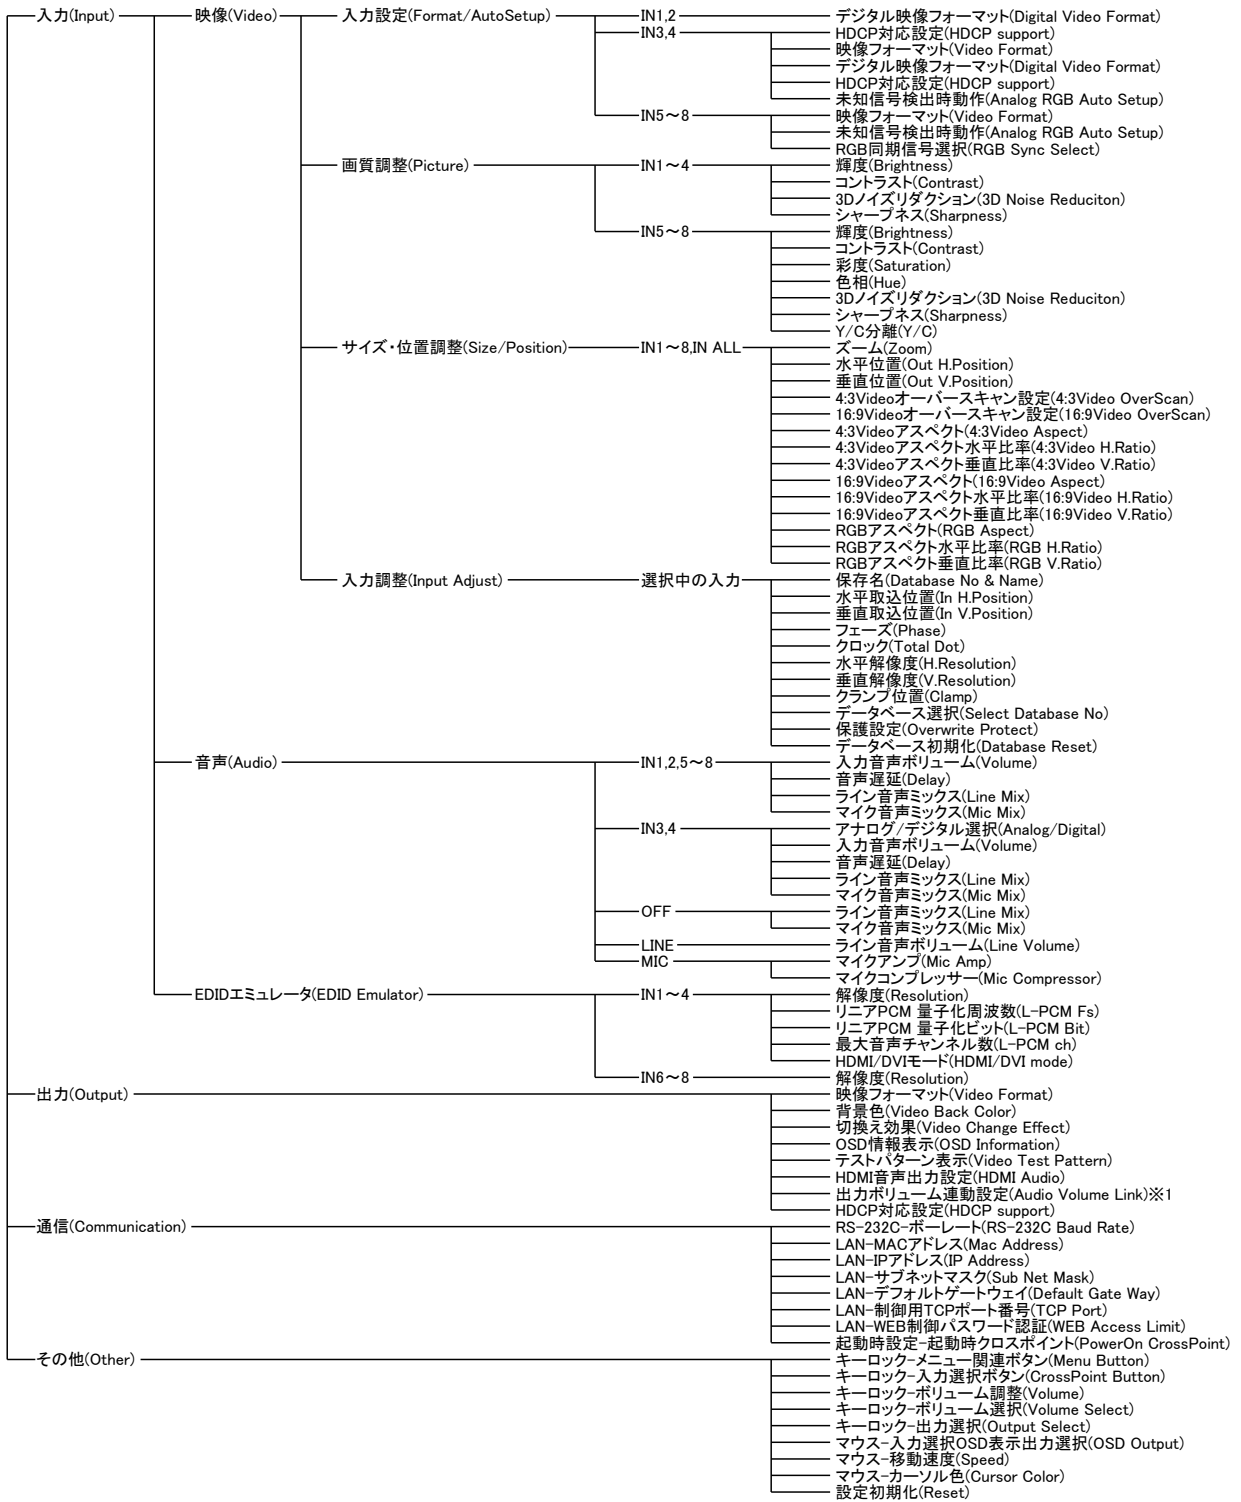 入力(Input) 映像(Video) 入力設定(Format/AutoSetup) IN1,2 デジタル映像フォーマット(Digital Video Format)
IN3,4 HDCP対応設定(HDCP support)
映像フォーマット(Video Format)
デジタル映像フォーマット(Digital Video Format)
HDCP対応設定(HDCP support)
未知信号検出時動作(Analog RGB Auto Setup)
IN5～8 映像フォーマット(Video Format)
未知信号検出時動作(Analog RGB Auto Setup)
RGB同期信号選択(RGB Sync Select)
画質調整(Picture) IN1～4 輝度(Brightness)
コントラスト(Contrast)
3Dノイズリダクション(3D Noise Reduciton)
シャープネス(Sharpness)
IN5～8 輝度(Brightness)
コントラスト(Contrast)
彩度(Saturation)
色相(Hue)
3Dノイズリダクション(3D Noise Reduciton)
シャープネス(Sharpness)
Y/C分離(Y/C)
サイズ・位置調整(Size/Position) IN1～8,IN ALL ズーム(Zoom)
水平位置(Out H.Position)
垂直位置(Out V.Position)
4:3Videoオーバースキャン設定(4:3Video OverScan)
16:9Videoオーバースキャン設定(16:9Video OverScan)
4:3Videoアスペクト(4:3Video Aspect)
4:3Videoアスペクト水平比率(4:3Video H.Ratio)
4:3Videoアスペクト垂直比率(4:3Video V.Ratio)
16:9Videoアスペクト(16:9Video Aspect)
16:9Videoアスペクト水平比率(16:9Video H.Ratio)
16:9Videoアスペクト垂直比率(16:9Video V.Ratio)
RGBアスペクト(RGB Aspect)
RGBアスペクト水平比率(RGB H.Ratio)
RGBアスペクト垂直比率(RGB V.Ratio)
入力調整(Input Adjust) 選択中の入力 保存名(Database No & Name)
水平取込位置(In H.Position)
垂直取込位置(In V.Position)
フェーズ(Phase)
クロック(Total Dot)
水平解像度(H.Resolution)
垂直解像度(V.Resolution)
クランプ位置(Clamp)
データベース選択(Select Database No)
保護設定(Overwrite Protect)
データベース初期化(Database Reset)
音声(Audio) IN1,2,5～8 入力音声ボリューム(Volume)
音声遅延(Delay)
ライン音声ミックス(Line Mix)
マイク音声ミックス(Mic Mix)
IN3,4 アナログ/デジタル選択(Analog/Digital)
入力音声ボリューム(Volume)
音声遅延(Delay)
ライン音声ミックス(Line Mix)
マイク音声ミックス(Mic Mix)
OFF ライン音声ミックス(Line Mix)
マイク音声ミックス(Mic Mix)
LINE ライン音声ボリューム(Line Volume)
MIC マイクアンプ(Mic Amp)
マイクコンプレッサー(Mic Compressor)
EDIDエミュレータ(EDID Emulator) IN1～4 解像度(Resolution)
リニアPCM 量子化周波数(L-PCM Fs)
リニアPCM 量子化ビット(L-PCM Bit)
最大音声チャンネル数(L-PCM ch)
HDMI/DVIモード(HDMI/DVI mode)
IN6～8 解像度(Resolution)
出力(Output) 映像フォーマット(Video Format)
背景色(Video Back Color)
切換え効果(Video Change Effect)
OSD情報表示(OSD Information)
テストパターン表示(Video Test Pattern)
HDMI音声出力設定(HDMI Audio)
出力ボリューム連動設定(Audio Volume Link)※1
HDCP対応設定(HDCP support)
通信(Communication) RS-232C-ボーレート(RS-232C Baud Rate)
LAN-MACアドレス(Mac Address)
LAN-IPアドレス(IP Address)
LAN-サブネットマスク(Sub Net Mask)
LAN-デフォルトゲートウェイ(Default Gate Way)
LAN-制御用TCPポート番号(TCP Port)
LAN-WEB制御パスワード認証(WEB Access Limit)
起動時設定-起動時クロスポイント(PowerOn CrossPoint)
その他(Other) キーロック-メニュー関連ボタン(Menu Button)
キーロック-入力選択ボタン(CrossPoint Button)
キーロック-ボリューム調整(Volume)
キーロック-ボリューム選択(Volume Select)
キーロック-出力選択(Output Select)
マウス-入力選択OSD表示出力選択(OSD Output)
マウス-移動速度(Speed)
マウス-カーソル色(Cursor Color)
設定初期化(Reset)